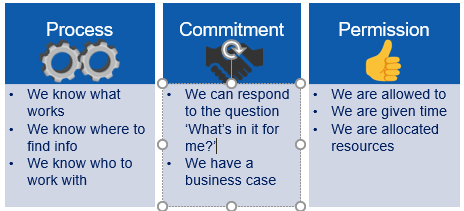 Process
• We know what
works
• We know where to
find info
• We know who to
work with
Commitment
• We can respond
to the question
‘What’s in it for
me?’
• We have a
business case
Permission
• We are allowed to
• We are given time
• We are allocated
resources